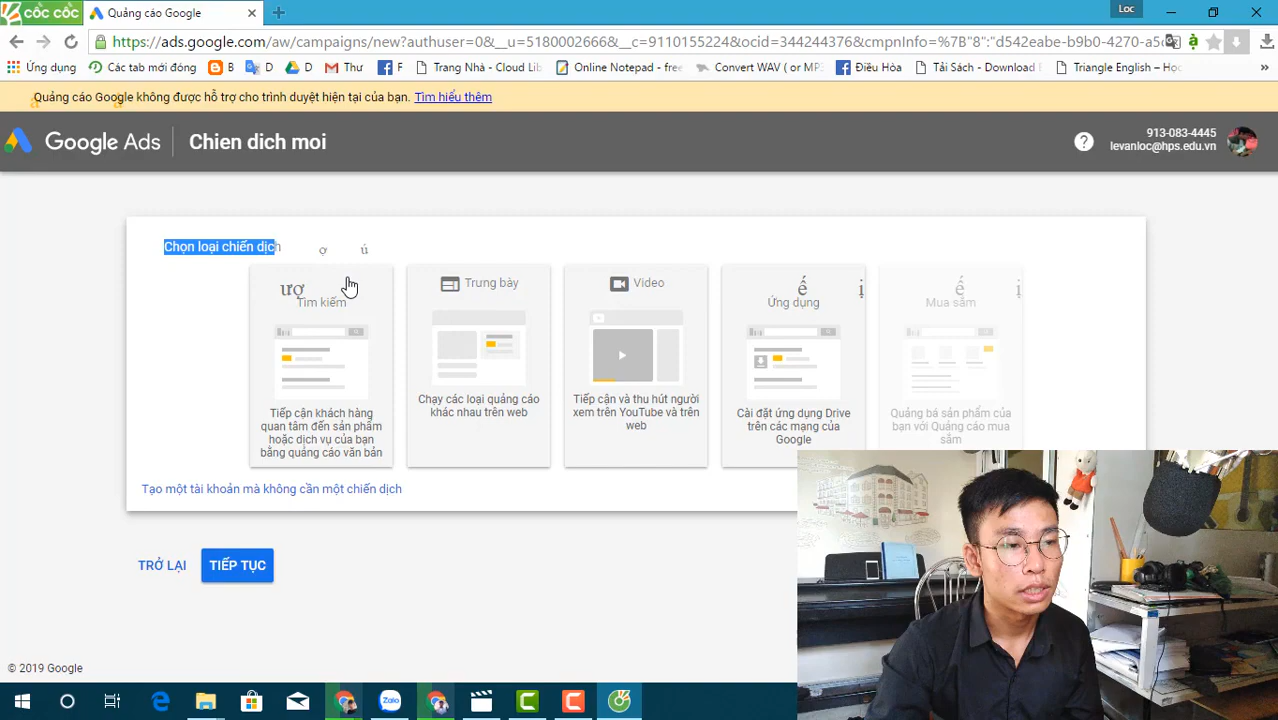 CỐC CỐC
Quảng cáo Google
Loc
https://ads.google.com/aw/campaigns/new?authuser=0&__u=5180002666&__c=9110155224&ocid=344244376&cmpnInfo=%7B"8":"d542eabe-b9b0-4270-a5d
Ứng dụng
Các tab mới đóng
B
D
D
Thư
F
Trang Nhà - Cloud Lib
Online Notepad - free
Convert WAV ( or MP3
Điều Hòa
Tải Sách - Download E
Triangle English – Học
»
Quảng cáo Google không được hỗ trợ cho trình duyệt hiện tại của bạn. Tìm hiểu thêm
Google Ads
Chien dich moi
913-083-4445
levanloc@hps.edu.vn
Chọn loại chiến dịch
ợ ú
ượ
Tìm kiếm
Tiếp cận khách hàng
quan tâm đến sản phẩm
hoặc dịch vụ của bạn
bằng quảng cáo văn bản
Trưng bày
Chạy các loại quảng cáo
khác nhau trên web
Video
Tiếp cận và thu hút người
xem trên YouTube và trên
web
ế ị
Ứng dụng
Cài đặt ứng dụng Drive
trên các mạng của
Google
ế ị
Mua sắm
Quảng bá sản phẩm của
bạn với Quảng cáo mua
sắm
Tạo một tài khoản mà không cần một chiến dịch
TRỞ LẠI
TIẾP TỤC
© 2019 Google
Zalo